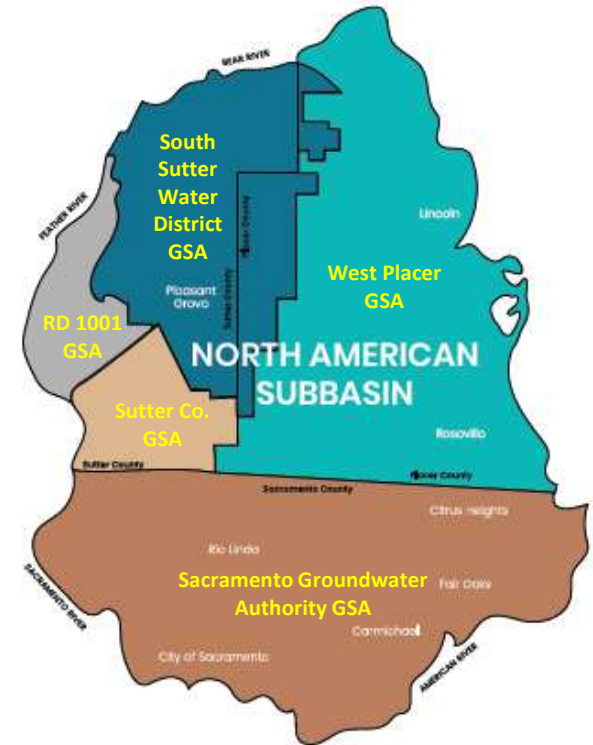 BEAR RIVER
South
Sutter
Water
District
GSA
FEATHER RIVER
Placer County
Sutter County
Lincoln
West Placer
GSA
Pleasant
Grove
RD 1001
GSA
NORTH AMERICAN
SUBBASIN
Sutter Co.
GSA
Roseville
Sutter County
Placer County
Sacramento County
Citrus Heights
Rio Linda
Sacramento Groundwater
Authority GSA
Fair Oaks
SACRAMENTO RIVER
Carmichael
City of Sacramento
AMERICAN RIVER